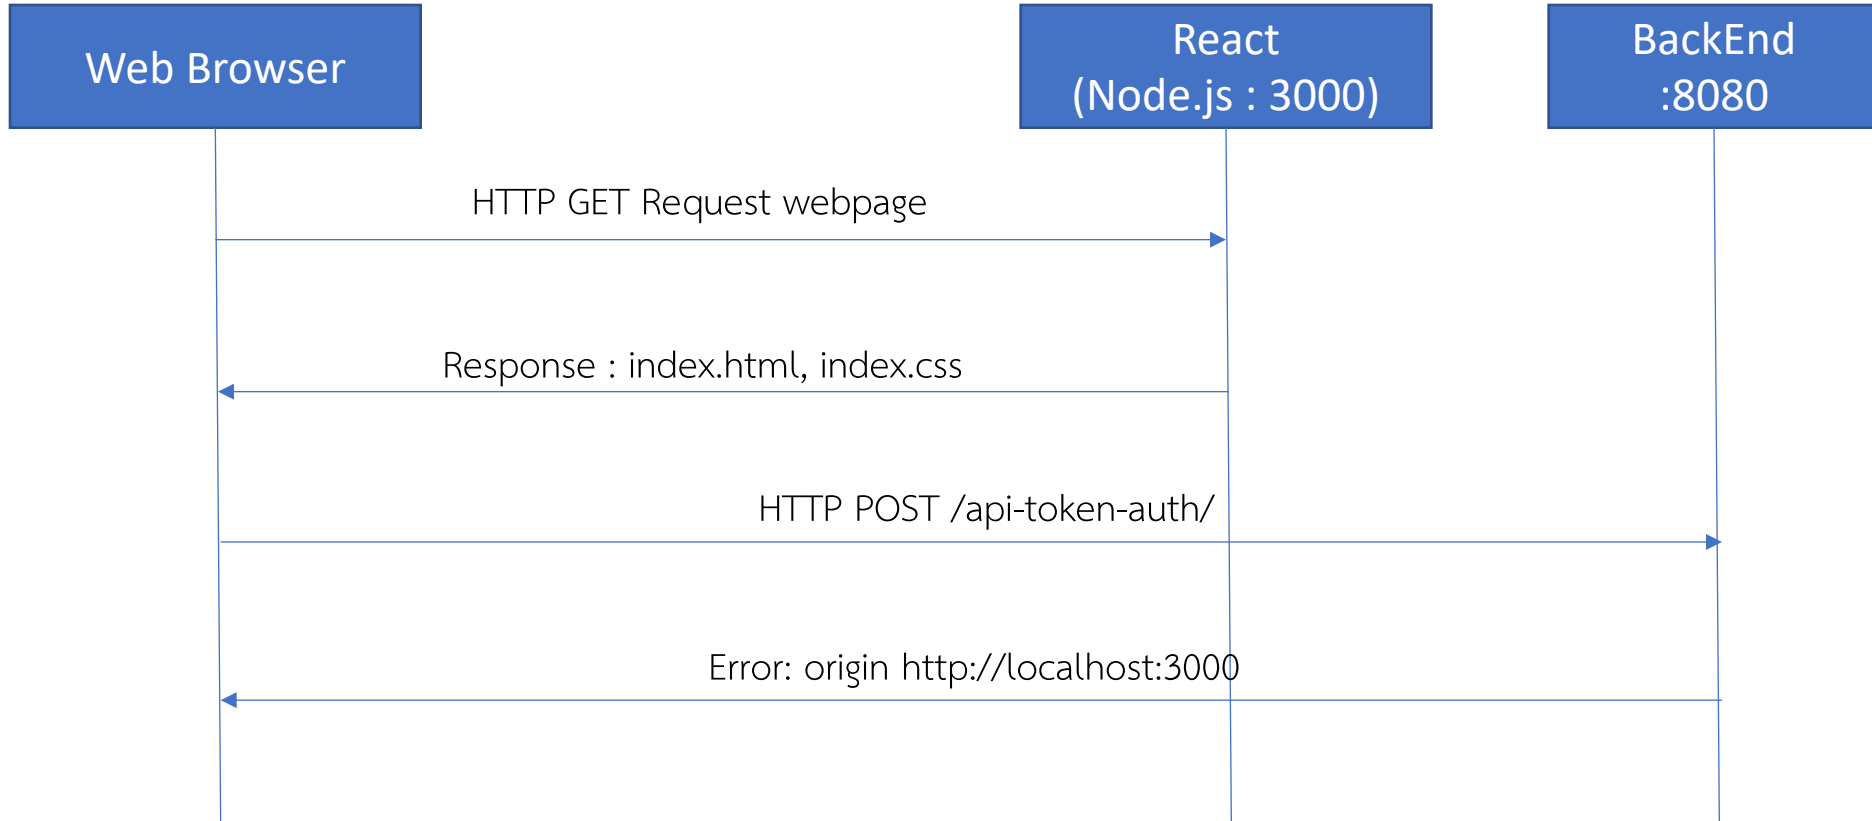 Web Browser
React
(Node.js : 3000)
BackEnd
:8080
HTTP GET Request webpage
Response : index.html, index.css
HTTP POST /api-token-auth/
Error: origin http://localhost:3000